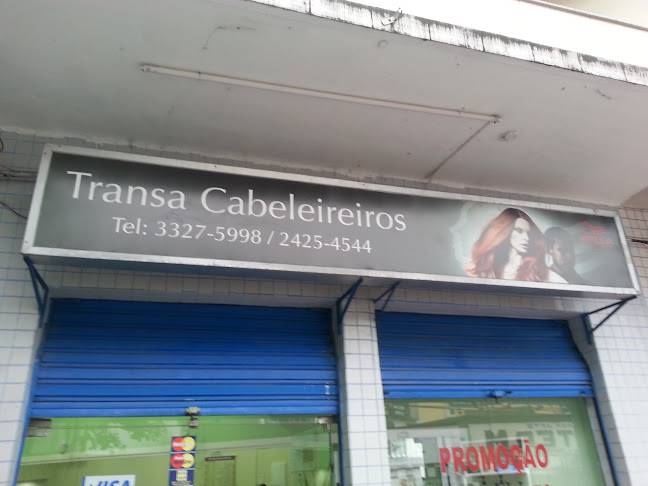 Transa Cabeleireiros
Tel: 3327-5998 / 2425-4544
VISA
PROMOÇÃO